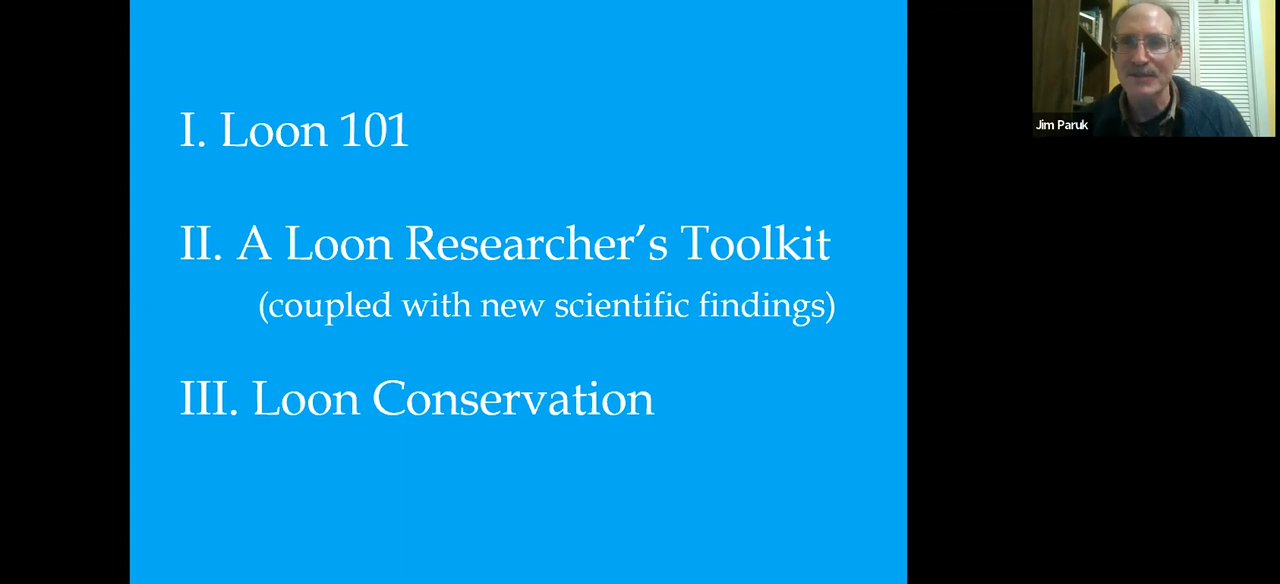 I. Loon 101
II. A Loon Researcher’s Toolkit
(coupled with new scientific findings)
III. Loon Conservation
Jim Paruk